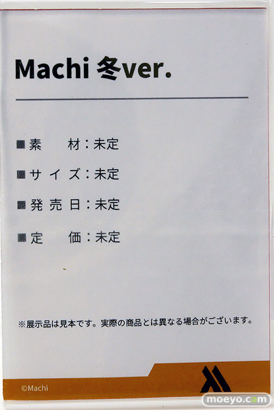 Machi 冬ver.
■素　　材：未定
■サ イ ズ：未定
■発 売 日：未定
■定　　価：未定
※展示品は見本です。実際の商品とは異なる場合がございます。
©Machi
moeyo.com